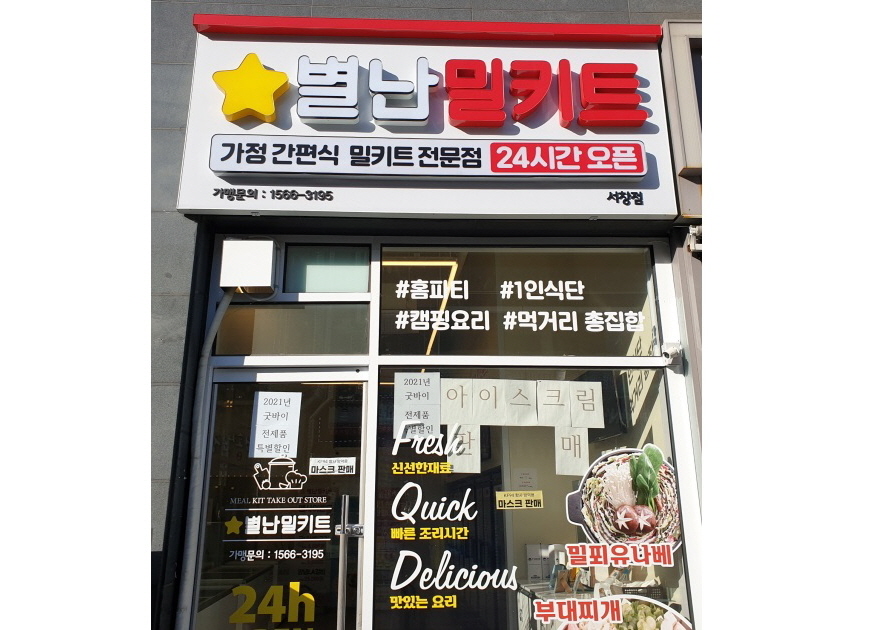 별난밀키트
가정 간편식 밀키트 전문점 24시간 오픈
가맹문의 : 1566-3195 서창점
#홈파티 #1인식단
#캠핑요리 #먹거리 총집합
2021년
굿바이
전제품
특별할인
마스크 판매
MEAL KIT TAKE OUT STORE
별난밀키트
가맹문의 : 1566-3195
24h
2021년
굿바이
전제품
아이스크림
판매
Fresh
신선한재료
Quick
빠른 조리시간
마스크 판매
Delicious
맛있는 요리
밀푀유나베
부대찌개